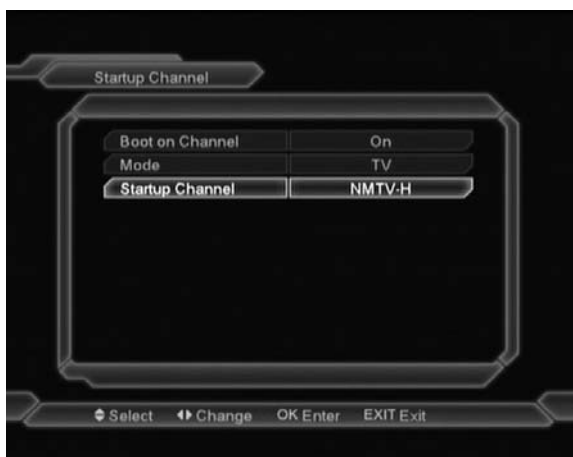 Startup Channel
Boot on Channel On
Mode TV
Startup Channel NMTV-H
Select Change OK Enter EXIT Exit